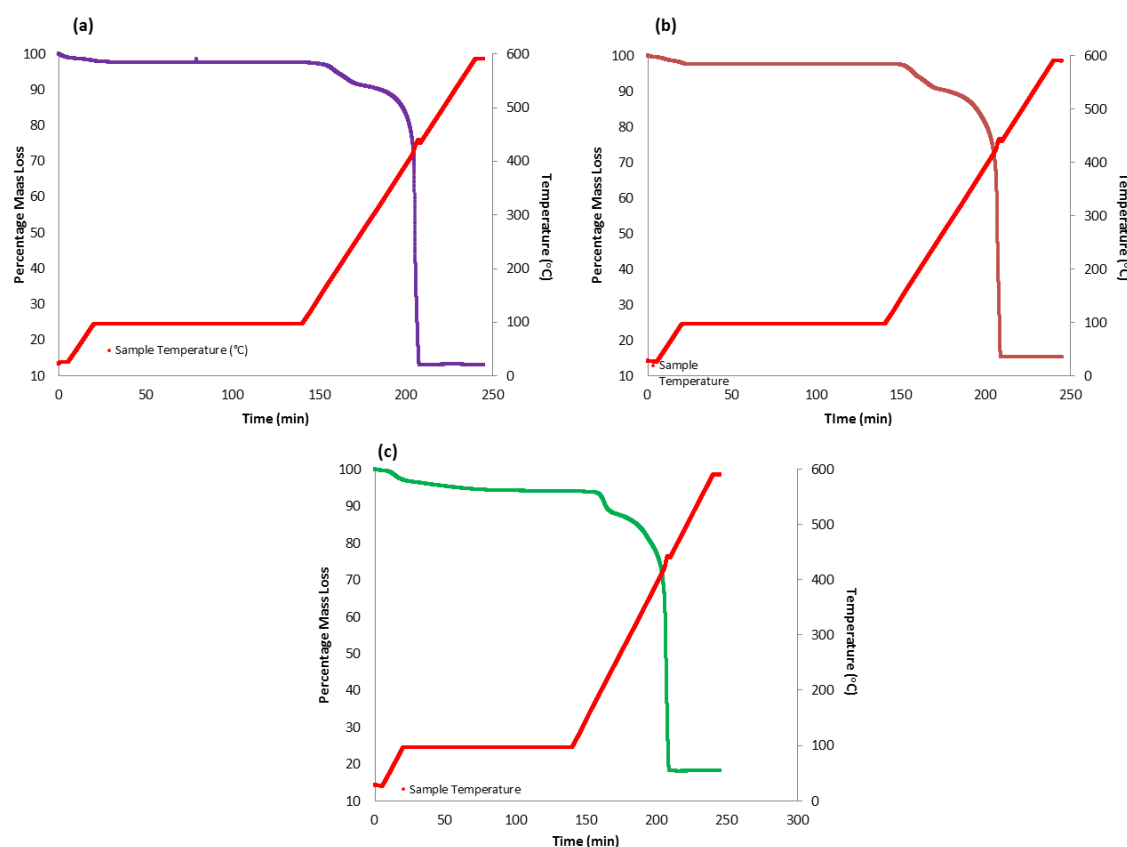 (a)
100
90
80
70
60
50
40
30
20
10
Percentage Maas Loss
600
500
400
300
200
100
0
Temperature (°C)
Sample Temperature (°C)
0 50 100 150 200 250
Time (min)
(b)
100
90
80
70
60
50
40
30
20
10
Percentage Mass Loss
600
500
400
300
200
100
0
Temperature (°C)
Sample
Temperature
0 50 100 150 200 250
TIme (min)
(c)
100
90
80
70
60
50
40
30
20
10
Percentage Mass Loss
600
500
400
300
200
100
0
Temperature (°C)
Sample Temperature
0 50 100 150 200 250 300
Time (min)